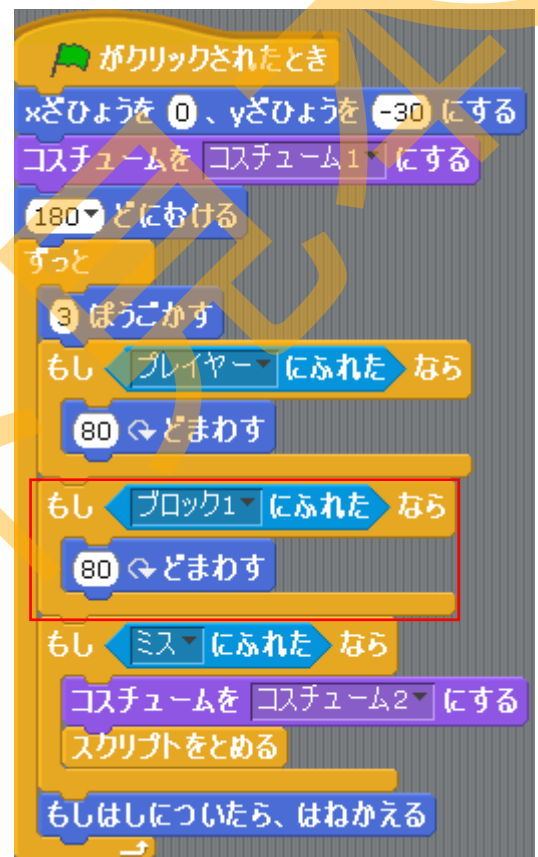 がクリックされたとき
xざひょうを 0 、yざひょうを -30 にする
コスチュームを コスチューム1 にする
180 どにむける
ずっと
3 ぽうごかす
もし プレイヤー にふれた なら
80 どまわす
もし ブロック1 にふれた なら
80 どまわす
もし ミス にふれた なら
コスチュームを コスチューム2 にする
スクリプトをとめる
もしはしについたら、はねかえる